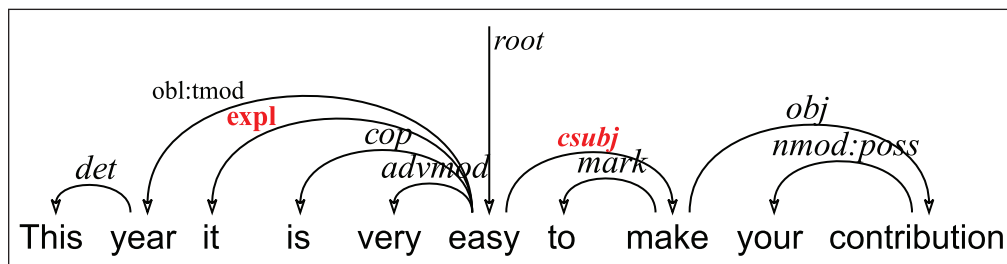 root
obl:tmod
expl
cop
csubj
obj
det
advmod
mark
nmod:poss
This year it is very easy to make your contribution